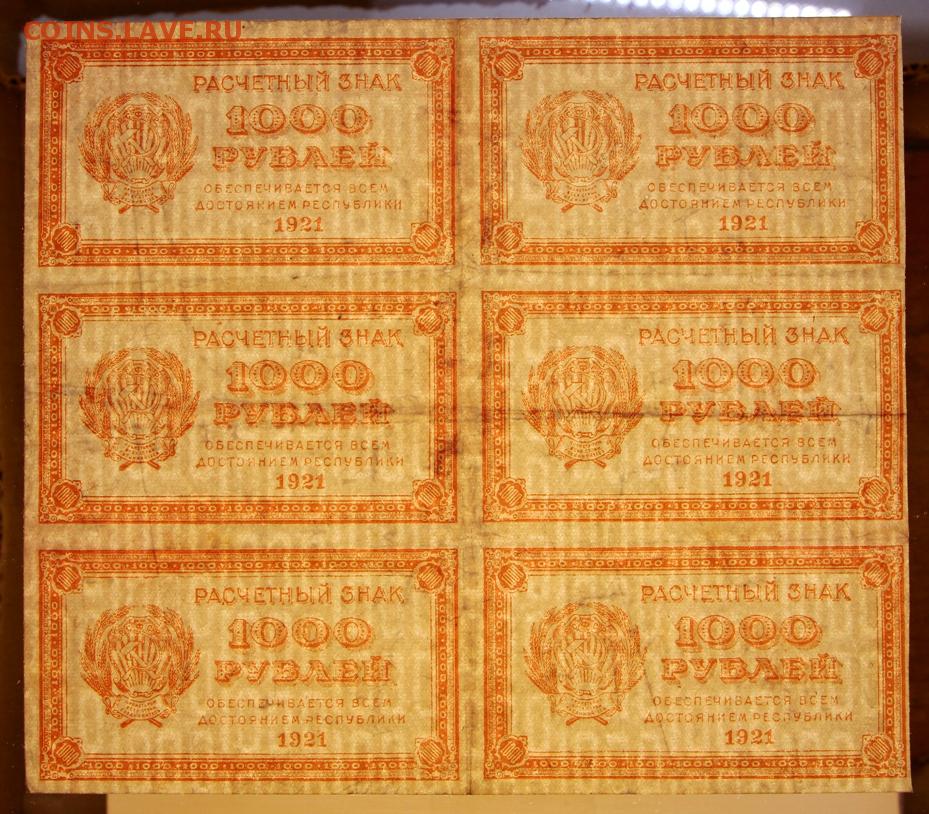 COINS.LAVE.RU
РАСЧЕТНЫЙ ЗНАК
1000
РУБЛЕЙ
ОБЕСПЕЧИВАЕТСЯ ВСЕМ
ДОСТОЯНИЕМ РЕСПУБЛИКИ
1921
РАСЧЕТНЫЙ ЗНАК
1000
РУБЛЕЙ
ОБЕСПЕЧИВАЕТСЯ ВСЕМ
ДОСТОЯНИЕМ РЕСПУБЛИКИ
1921
РАСЧЕТНЫЙ ЗНАК
1000
РУБЛЕЙ
ОБЕСПЕЧИВАЕТСЯ ВСЕМ
ДОСТОЯНИЕМ РЕСПУБЛИКИ
1921
РАСЧЕТНЫЙ ЗНАК
1000
РУБЛЕЙ
ОБЕСПЕЧИВАЕТСЯ ВСЕМ
ДОСТОЯНИЕМ РЕСПУБЛИКИ
1921
РАСЧЕТНЫЙ ЗНАК
1000
РУБЛЕЙ
ОБЕСПЕЧИВАЕТСЯ ВСЕМ
ДОСТОЯНИЕМ РЕСПУБЛИКИ
1921
РАСЧЕТНЫЙ ЗНАК
1000
РУБЛЕЙ
ОБЕСПЕЧИВАЕТСЯ ВСЕМ
ДОСТОЯНИЕМ РЕСПУБЛИКИ
1921